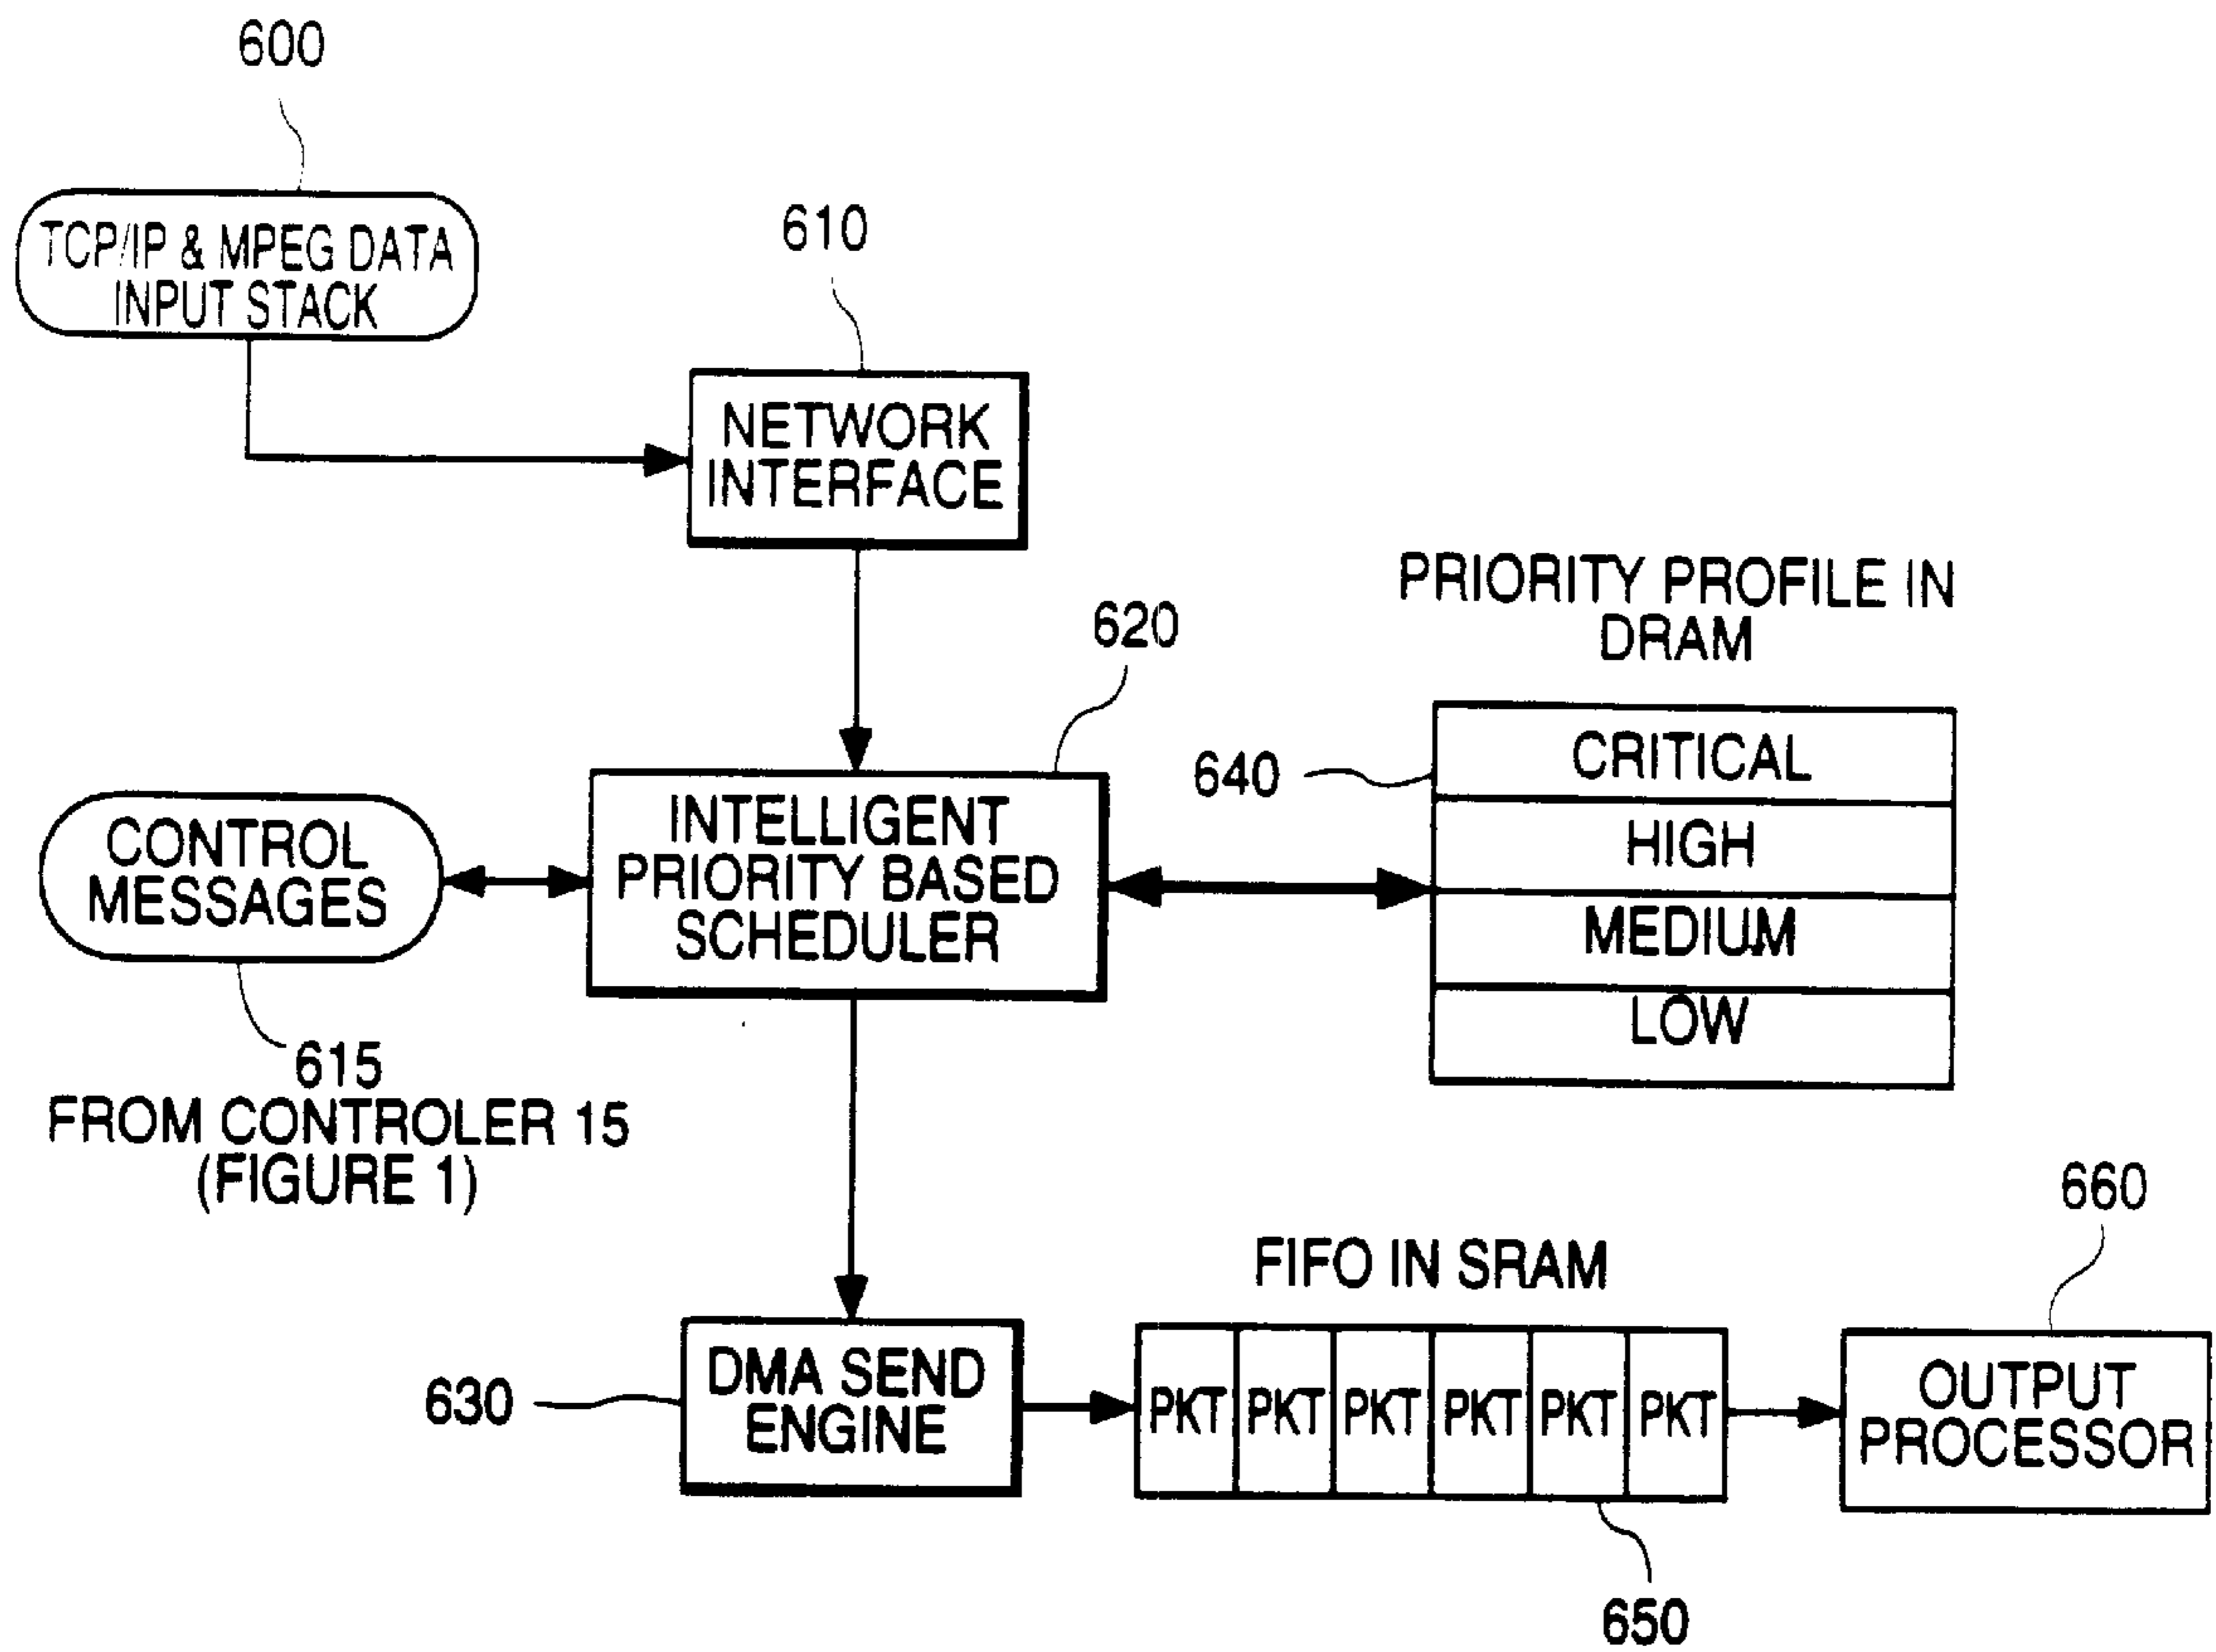 600
TCP/IP & MPEG DATA
INPUT STACK
610
NETWORK
INTERFACE
PRIORITY PROFILE IN
DRAM
620
640
CRITICAL
HIGH
MEDIUM
LOW
INTELLIGENT
PRIORITY BASED
SCHEDULER
CONTROL
MESSAGES
615
FROM CONTROLER 15
(FIGURE 1)
630
DMA SEND
ENGINE
FIFO IN SRAM
PKT PKT PKT PKT PKT PKT
650
660
OUTPUT
PROCESSOR